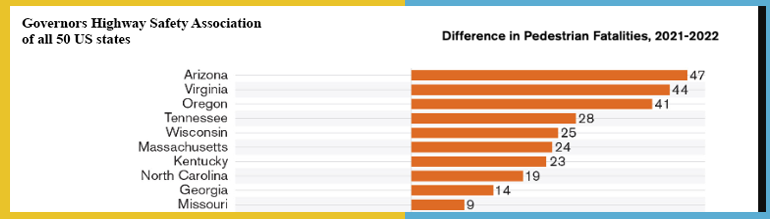 Governors Highway Safety Association
of all 50 US states
Difference in Pedestrian Fatalities, 2021-2022
Arizona 47
Virginia 44
Oregon 41
Tennessee 28
Wisconsin 25
Massachusetts 24
Kentucky 23
North Carolina 19
Georgia 14
Missouri 9